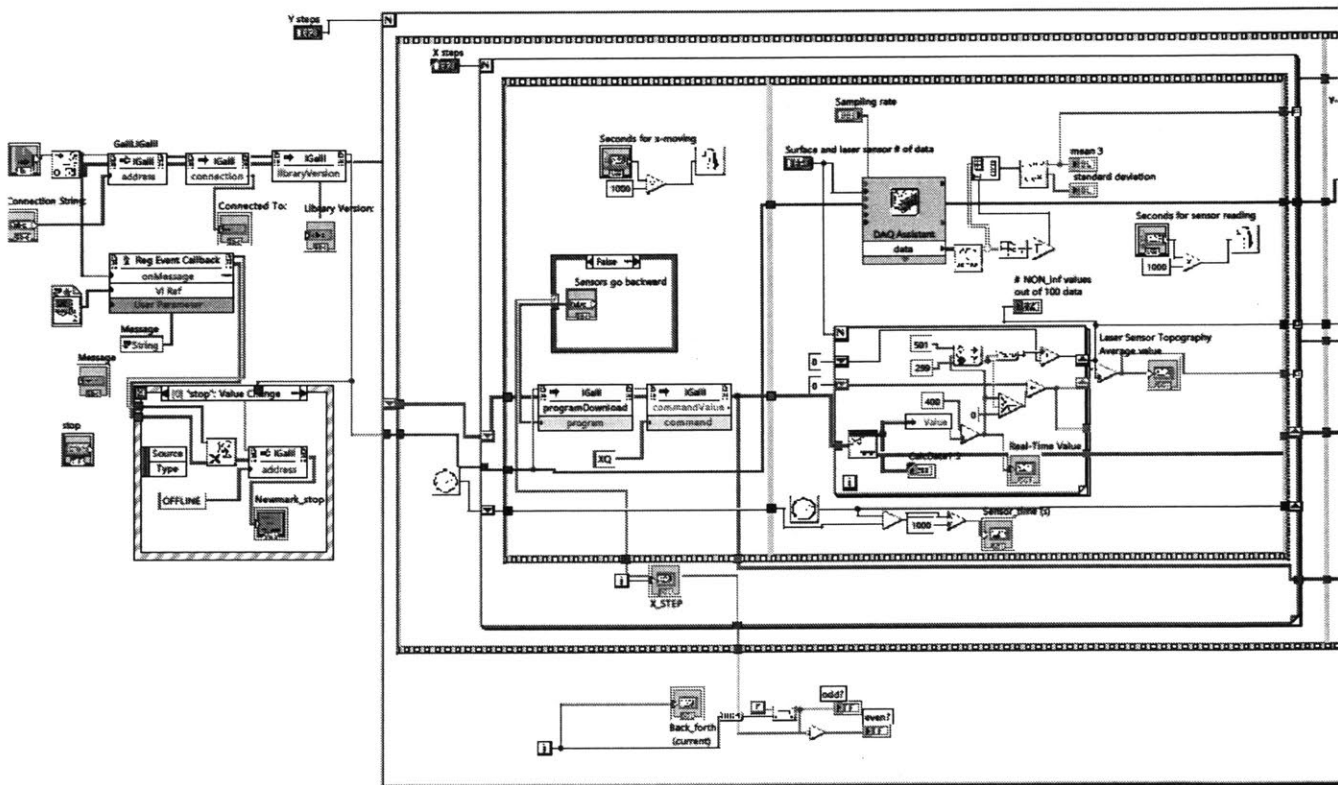 Y steps
N
X steps
N
Sampling rate
GalilLIGalil
Seconds for x-moving
mean 3
IGalil
IGalil
IGalil
Surface and laser sensor # of data
address
connection
libraryVersion
standard deviation
1000
Connection String:
Connected To:
Library Version:
Seconds for sensor reading
DAQ Assistant
data
Reg Event Callback
False
onMessage
Sensors go backward
1000
VI Ref
# NON_Inf values
out of 100 data
User Parameter
N
Message
501
Laser Sensor Topography
Average value
String
0
299
Message
IGalil
IGalil
0
[0] "stop": Value Change
programDownload
commandValue
400
0
program
command
Value
stop
Source
IGalil
XQ
Real-Time Value
Type
address
CalcData1 2
OFFLINE
i
Newmark_stop
Sensor_time (s)
1000
i
X_STEP
odd?
even?
Back_forth
(current)
i